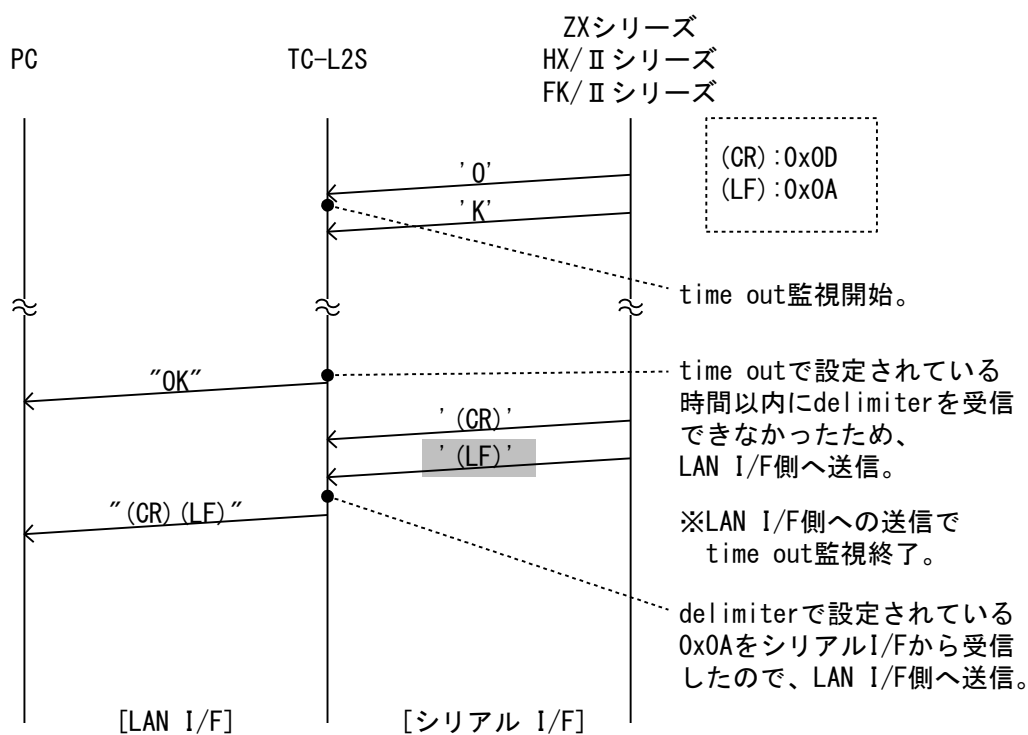 ZXシリーズ
PC
TC-L2S
HX/Ⅱシリーズ
FK/Ⅱシリーズ
(CR):0x0D
(LF):0x0A
'O'
'K'
time out監視開始。
"OK"
time outで設定されている
時間以内にdelimiterを受信
できなかったため、
LAN I/F側へ送信。
'(CR)'
'(LF)'
"(CR)(LF)"
※LAN I/F側への送信で
time out監視終了。
delimiterで設定されている
0x0AをシリアルI/Fから受信
したので、LAN I/F側へ送信。
[LAN I/F]
[シリアル I/F]